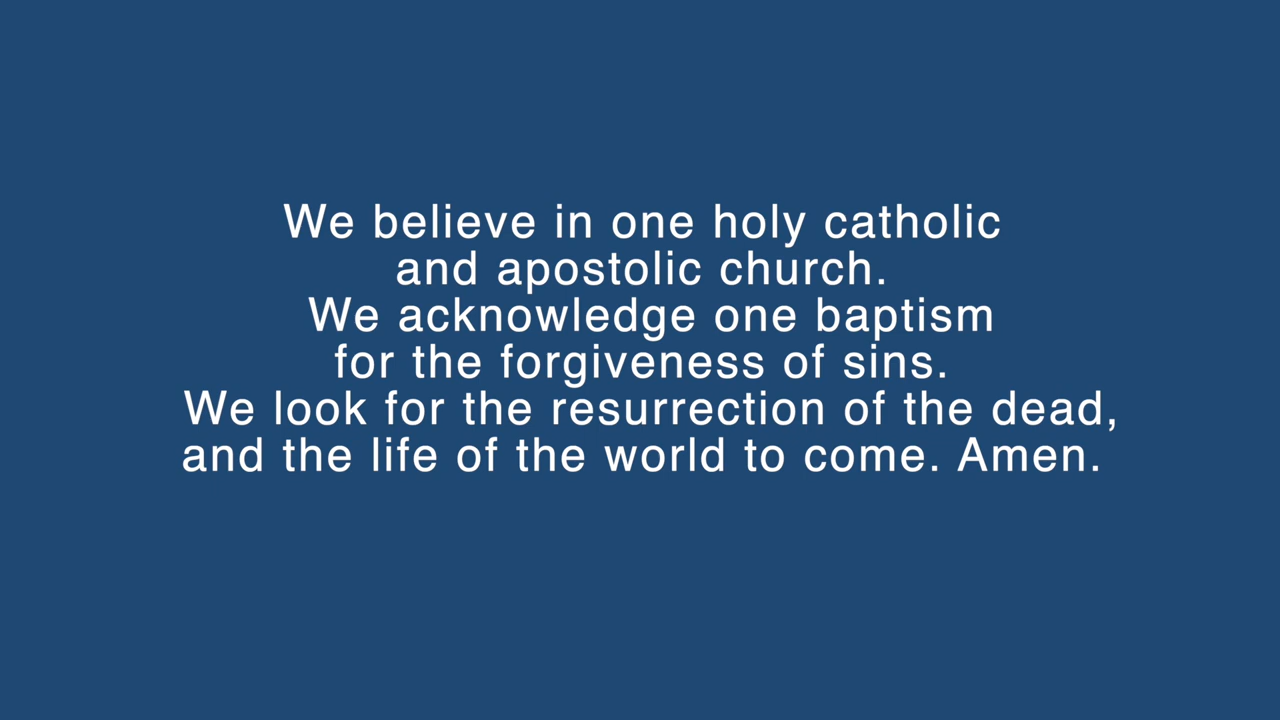 We believe in one holy catholic
and apostolic church.
We acknowledge one baptism
for the forgiveness of sins.
We look for the resurrection of the dead,
and the life of the world to come. Amen.